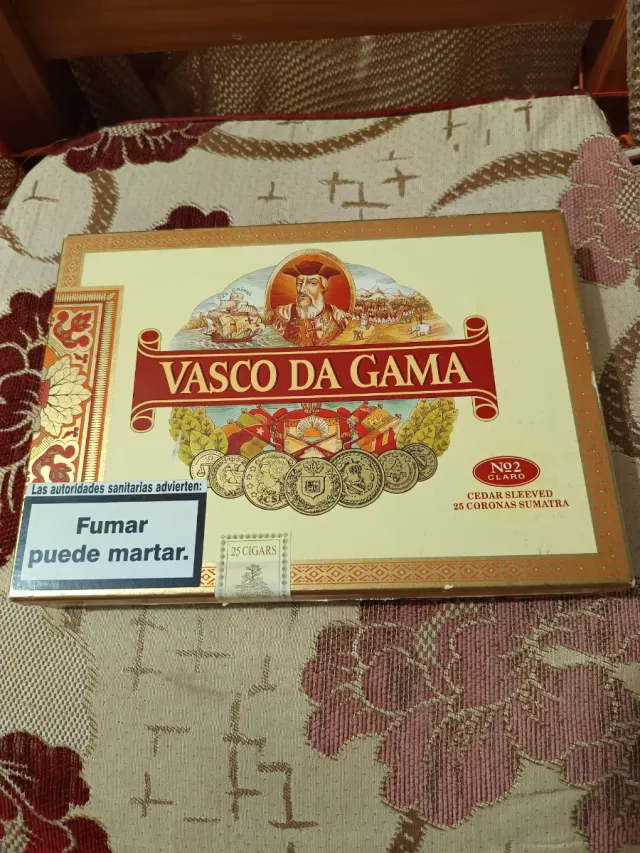 VASCO DA GAMA
Nº2
CLARO
CEDAR SLEEVED
25 CORONAS SUMATRA
Las autoridades sanitarias advierten:
Fumar
puede martar.
25 CIGARS